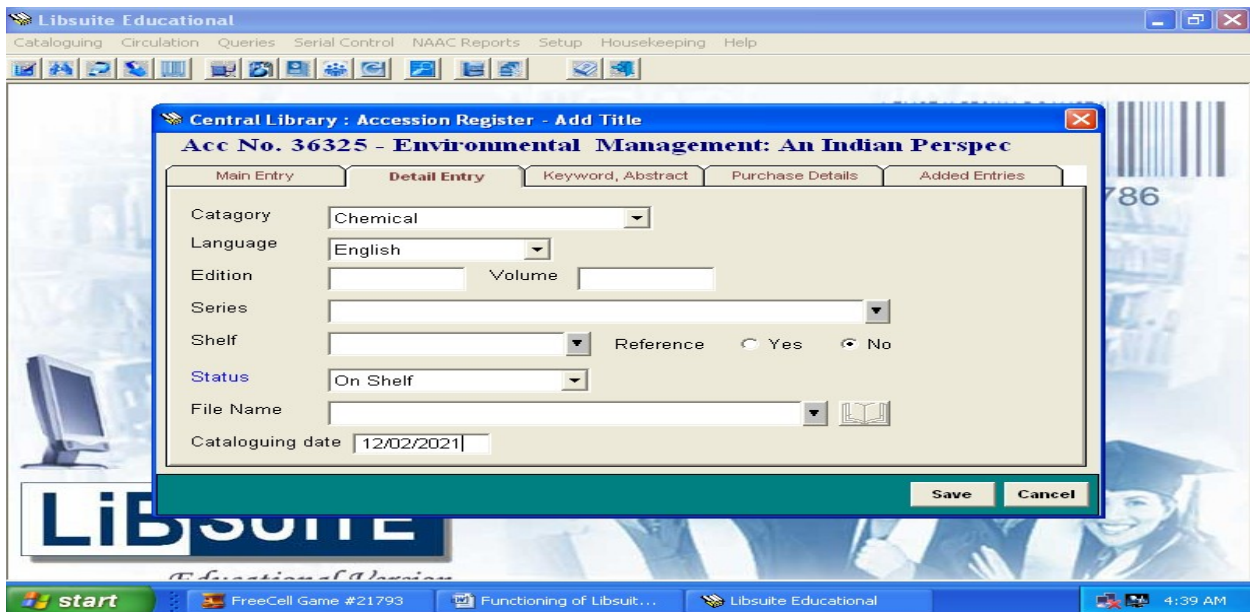 Libsuite Educational
Cataloguing Circulation Queries Serial Control NAAC Reports Setup Housekeeping Help
Central Library : Accession Register - Add Title
Acc No. 36325 - Environmental Management: An Indian Perspec
Main Entry Detail Entry Keyword, Abstract Purchase Details Added Entries
786
Catagory Chemical
Language English
Edition Volume
Series
Shelf Reference Yes No
Status On Shelf
File Name
Cataloguing date 12/02/2021
Save Cancel
LiBSUITE
Educational Version
start FreeCell Game #21793 Functioning of Libsuit... Libsuite Educational 4:39 AM